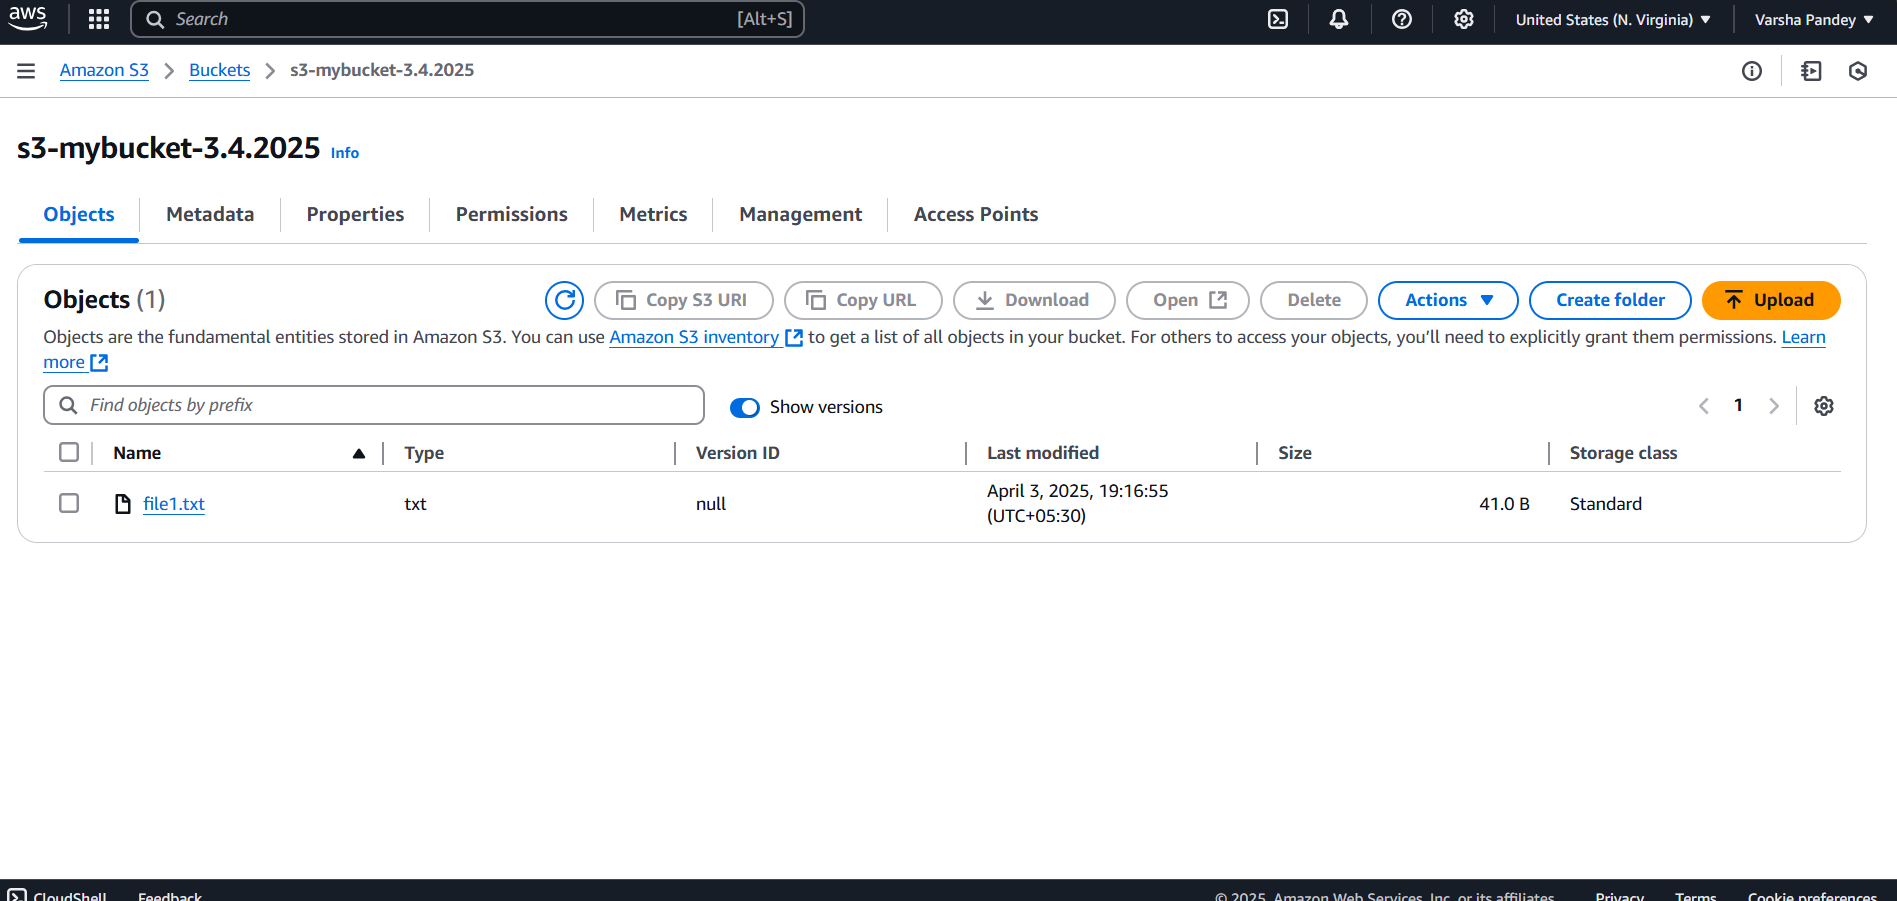 aws
Search [Alt+S]
United States (N. Virginia)
Varsha Pandey
Amazon S3
Buckets
s3-mybucket-3.4.2025
s3-mybucket-3.4.2025 Info
Objects
Metadata
Properties
Permissions
Metrics
Management
Access Points
Objects (1)
Copy S3 URI
Copy URL
Download
Open
Delete
Actions
Create folder
Upload
Objects are the fundamental entities stored in Amazon S3. You can use Amazon S3 inventory to get a list of all objects in your bucket. For others to access your objects, you'll need to explicitly grant them permissions. Learn
more
Find objects by prefix
Show versions
1
Name
Type
Version ID
Last modified
Size
Storage class
file1.txt
txt
null
April 3, 2025, 19:16:55
(UTC+05:30)
41.0 B
Standard
CloudShell
Feedback
© 2025, Amazon Web Services, Inc. or its affiliates.
Privacy
Terms
Cookie preferences